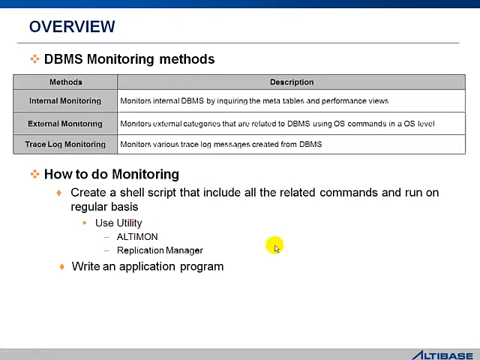 OVERVIEW
DBMS Monitoring methods
Methods Description
Internal Monitoring Monitors internal DBMS by inquiring the meta tables and performance views
External Monitoring Monitors external categories that are related to DBMS using OS commands in a OS level
Trace Log Monitoring Monitors various trace log messages created from DBMS
How to do Monitoring
Create a shell script that include all the related commands and run on
regular basis
Use Utility
– ALTIMON
– Replication Manager
Write an application program
ALTIBASE